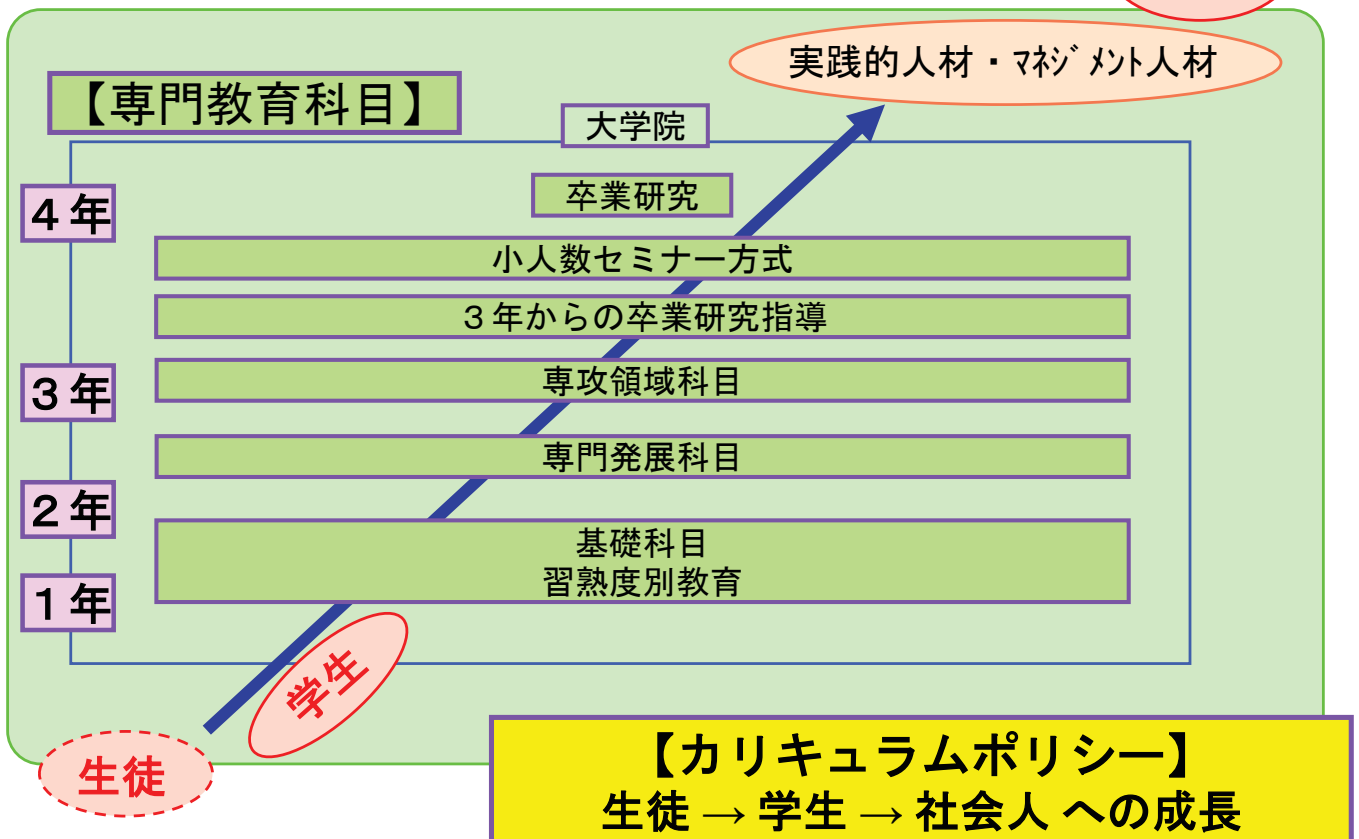 実践的人材・ﾏﾈｼﾞﾒﾝﾄ人材
【専門教育科目】
大学院
４年
卒業研究
小人数セミナー方式
３年からの卒業研究指導
３年
専攻領域科目
専門発展科目
２年
基礎科目
習熟度別教育
１年
学生
生徒
【カリキュラムポリシー】
生徒 → 学生 → 社会人 への成長